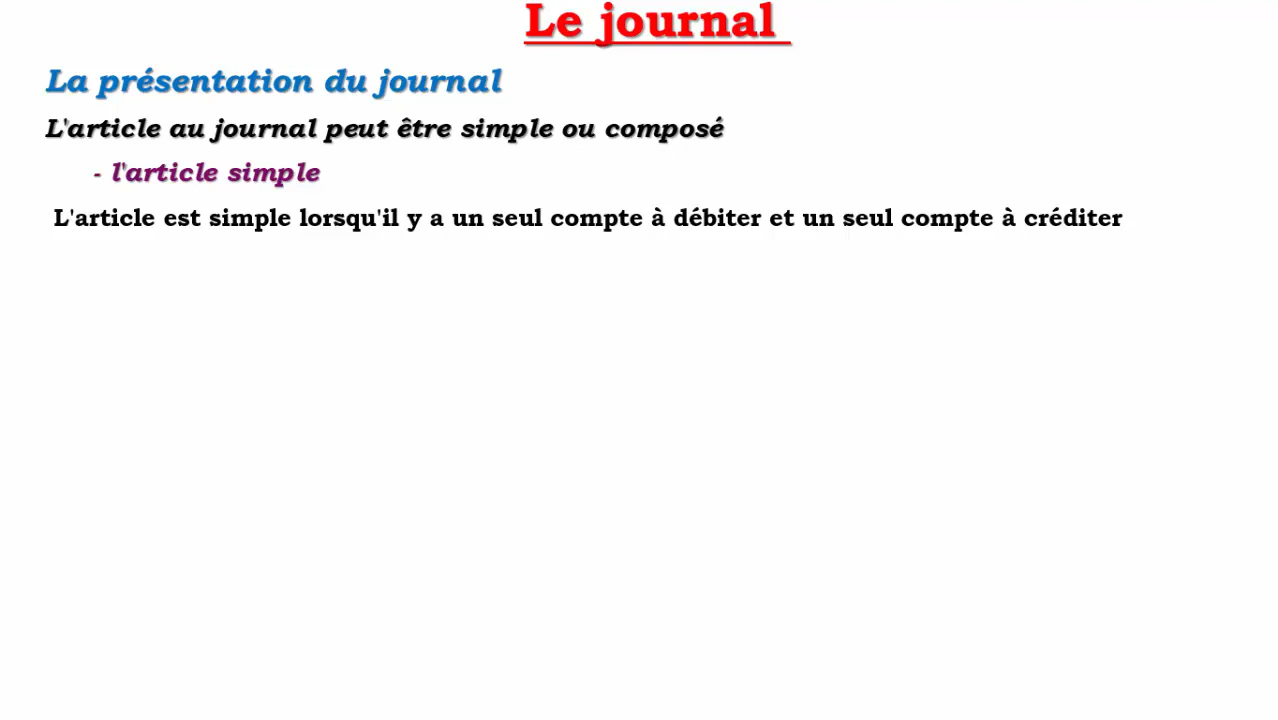 Le journal
La présentation du journal
L'article au journal peut être simple ou composé
- l'article simple
L'article est simple lorsqu'il y a un seul compte à débiter et un seul compte à créditer